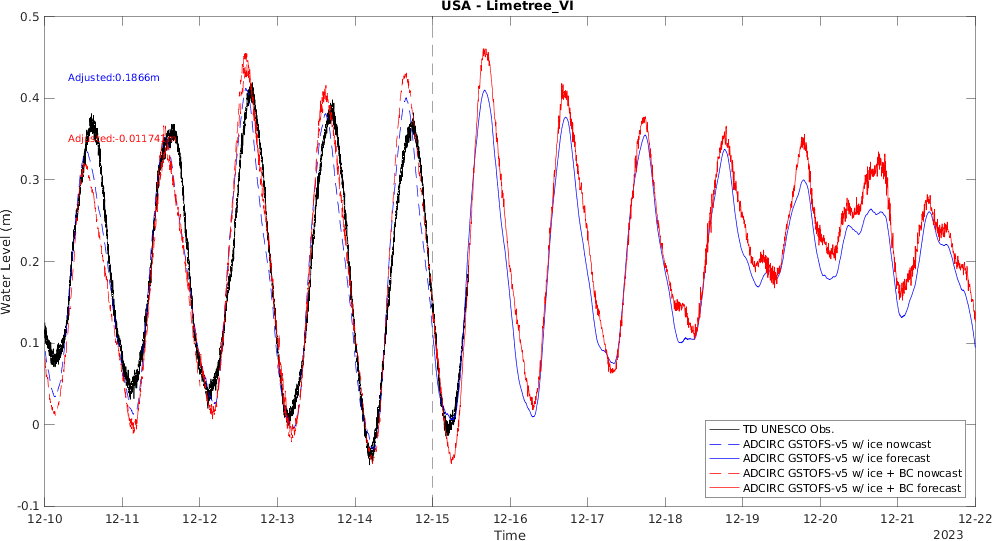 USA - Limetree_VI
0.5
0.4
0.3
0.2
0.1
0
-0.1
Water Level (m)
Adjusted:0.1866m
Adjusted:-0.01174
12-10
12-11
12-12
12-13
12-14
12-15
12-16
12-17
12-18
12-19
12-20
12-21
12-22
Time
2023
TD UNESCO Obs.
ADCIRC GSTOFS-v5 w/ ice nowcast
ADCIRC GSTOFS-v5 w/ ice forecast
ADCIRC GSTOFS-v5 w/ ice + BC nowcast
ADCIRC GSTOFS-v5 w/ ice + BC forecast